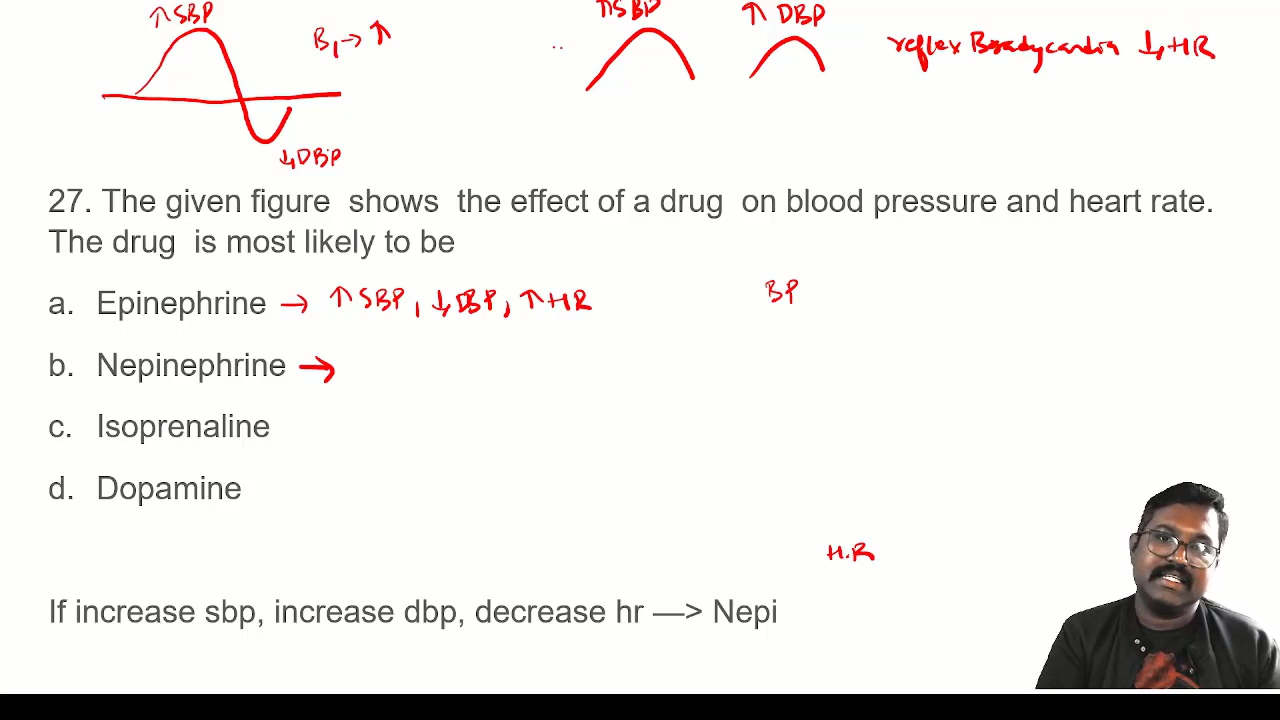 ↑SBP
B₁→↑
↑SBP
↑ DBP
reflex Bradycardia ↓HR
↓DBP
27. The given figure shows the effect of a drug on blood pressure and heart rate.
The drug is most likely to be
a. Epinephrine → ↑SBP, ↓DBP, ↑HR
BP
b. Nepinephrine →
c. Isoprenaline
d. Dopamine
H.R
If increase sbp, increase dbp, decrease hr —> Nepi